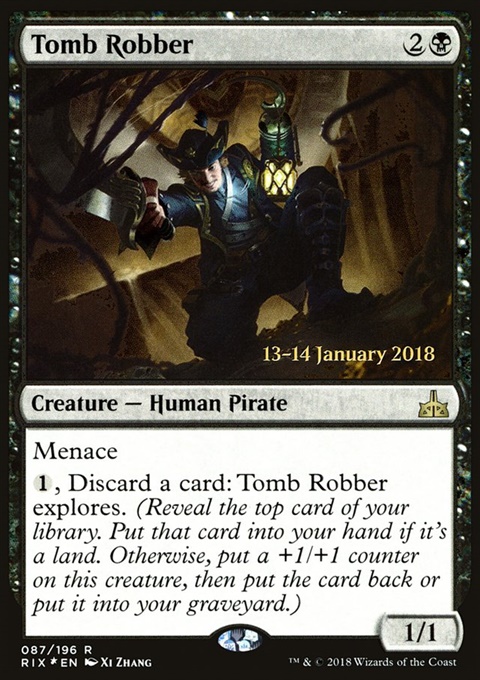 Tomb Robber 2
13–14 January 2018
Creature — Human Pirate
Menace
1, Discard a card: Tomb Robber
explores. (Reveal the top card of your
library. Put that card into your hand if it's
a land. Otherwise, put a +1/+1 counter
on this creature, then put the card back or
put it into your graveyard.)
1/1
087/196 R
RIX★EN Xi Zhang
™ & © 2018 Wizards of the Coast